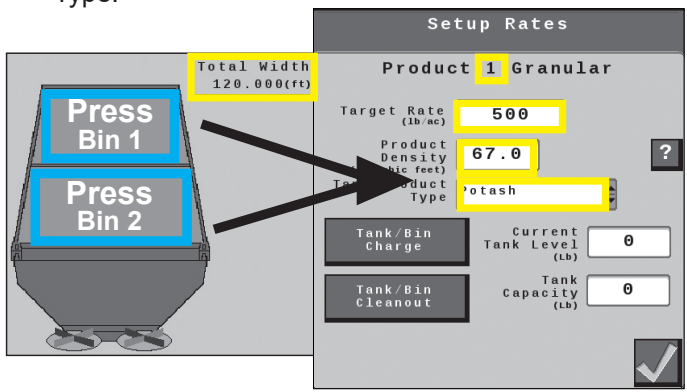 Type.
Total Width
120.000(ft)
Press
Bin 1
Press
Bin 2
Setup Rates
Product 1 Granular
Target Rate
(lb/ac)
500
Product
Density
feet)
67.0
?
Type
Potash
Tank/Bin
Charge
Current
Tank Level
(Lb)
0
Tank/Bin
Cleanout
Tank
Capacity
(Lb)
0